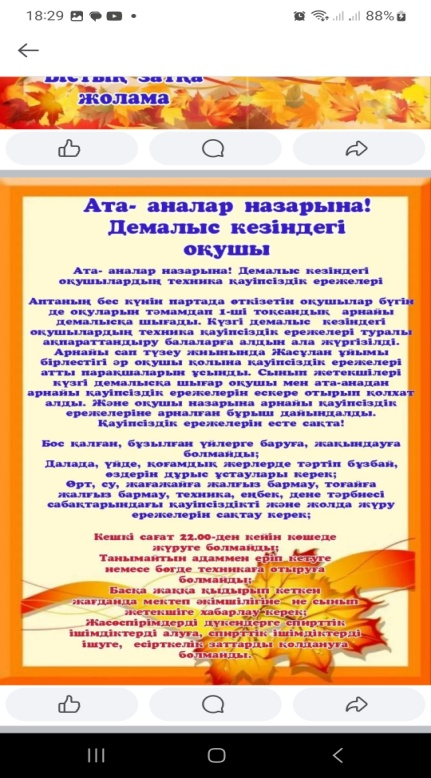 18:29
88%
ыстық затқа
жолама
Ата- аналар назарына!
Демалыс кезіндегі
оқушы
Ата- аналар назарына! Демалыс кезіндегі
оқушылардың техника қауіпсіздік ережелері
Аптаның бес күнін партада өткізетін оқушылар бүгін
де оқуларын тәмамдап 1-ші тоқсандық арнайы
демалысқа шығады. Күзгі демалыс кезіндегі
оқушылардың техника қауіпсіздік ережелері туралы
ақпараттандыру балаларға алдын ала жүргізілді.
Арнайы сап түзеу жиынында Жасұлан ұйымы
бірлестігі әр оқушы қолына қауіпсіздік ережелері
атты парақшаларын ұсынды. Сынып жетекшілері
күзгі демалысқа шығар оқушы мен ата-анадан
арнайы қауіпсіздік ережелерін ескере отырып қолхат
алды. Және оқушы назарына арнайы қауіпсіздік
ережелеріне арналған бұрыш дайындалды.
Қауіпсіздік ережелерін есте сақта!
Бос қалған, бұзылған үйлерге баруға, жақындауға
болмайды;
Далада, үйде, қоғамдық жерлерде тәртіп бұзбай,
өздерін дұрыс ұстаулары керек;
Өрт, су, жағажайға жалғыз бармау, тоғайға
жалғыз бармау, техника, еңбек, дене тәрбиесі
сабақтарындағы қауіпсіздікті және жолда жүру
ережелерін сақтау керек;
Кешкі сағат 22.00-ден кейін көшеде
жүруге болмайды;
Танымайтын адаммен еріп кетуге
немесе бөгде техникаға отыруға
болмайды;
Басқа жаққа қыдырып кеткен
жағдайда мектеп әкімшілігіне не сынып
жетекшіге хабарлау керек;
Жасөспірімдерді дүкендерге спирттік
ішімдіктерді алуға, спирттік ішімдіктерді
ішуге, есірткелік заттарды қолдануға
болмайды.